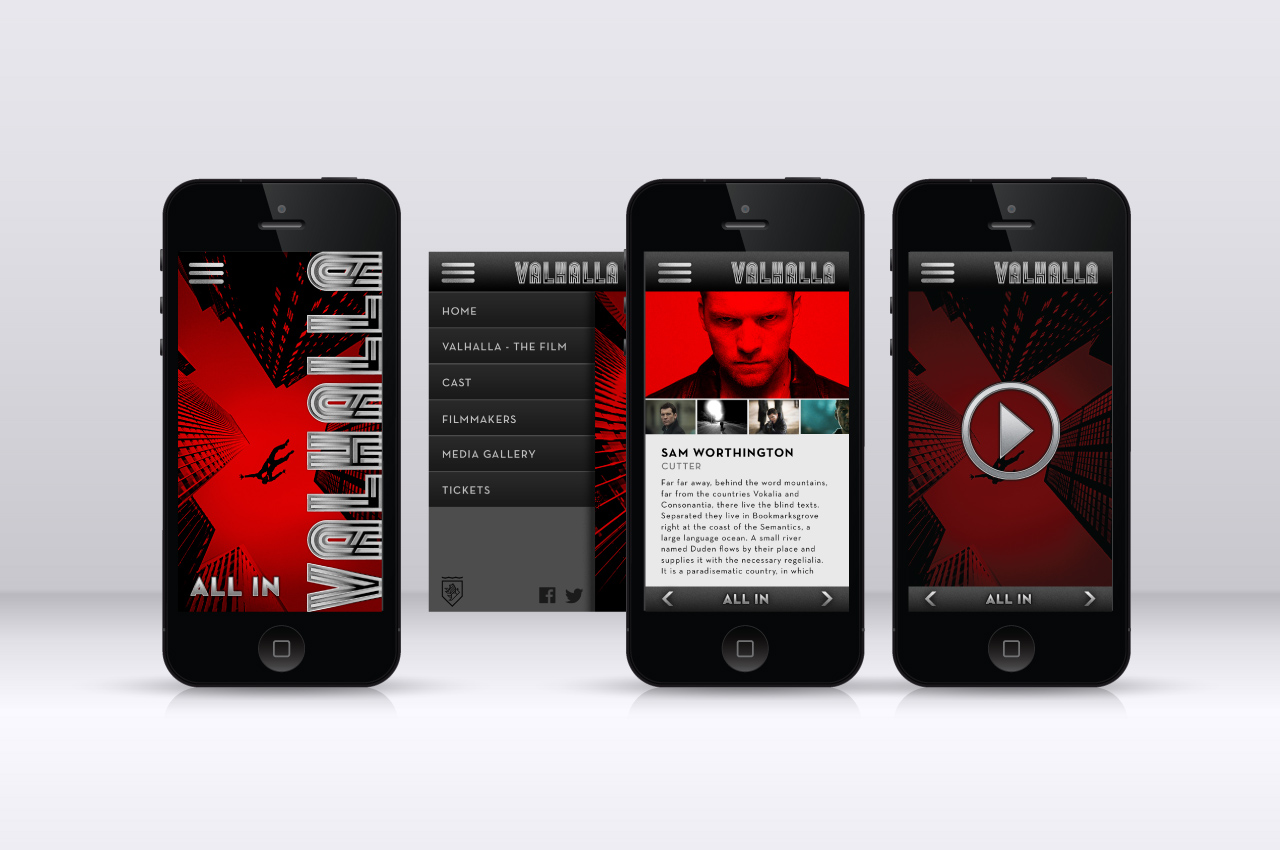 VALHALLA
ALL IN
VALHALLA
HOME
VALHALLA - THE FILM
CAST
FILMMAKERS
MEDIA GALLERY
TICKETS
VALHALLA
SAM WORTHINGTON
CUTTER
Far far away, behind the word mountains,
far from the countries Vokalia and
Consonantia, there live the blind texts.
Separated they live in Bookmarksgrove
right at the coast of the Semantics, a
large language ocean. A small river
named Duden flows by their place and
supplies it with the necessary regelialia.
It is a paradisematic country, in which
ALL IN
VALHALLA
ALL IN